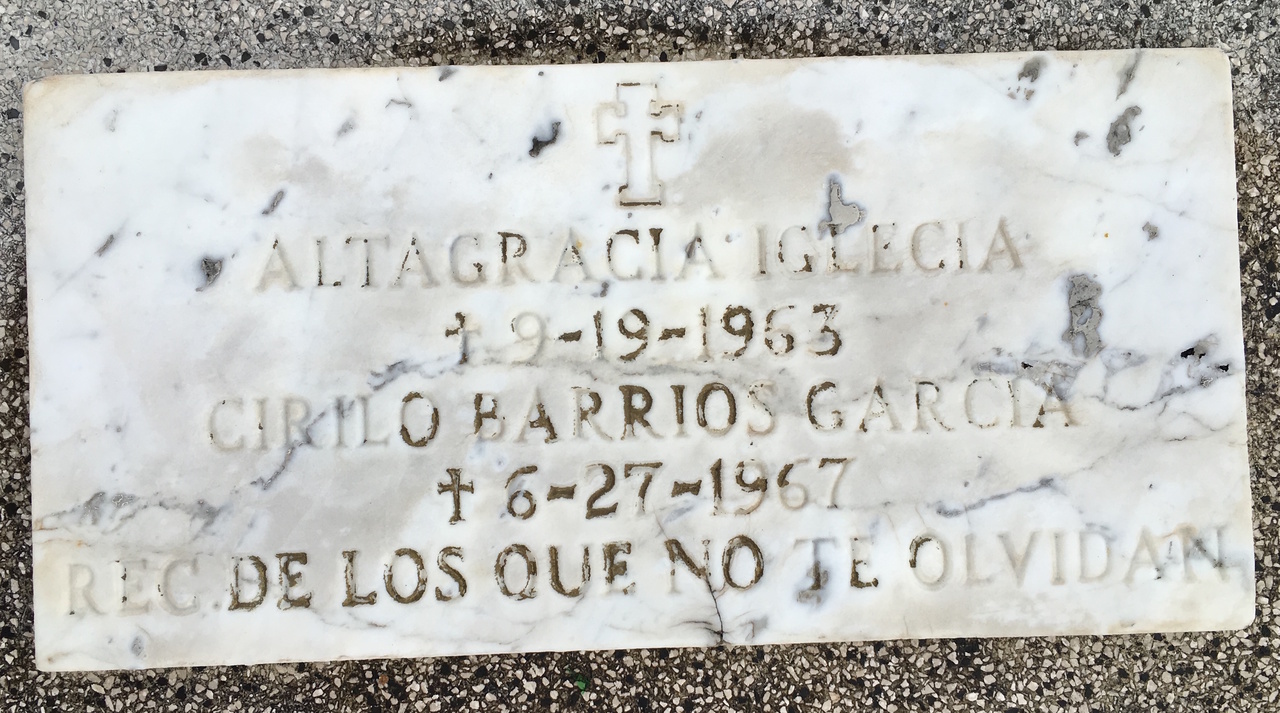 ALTAGRACIA IGLECIA
✝ 9-19-1963
CIRILO BARRIOS GARCIA
✝ 6-27-1967
REC. DE LOS QUE NO TE OLVIDAN